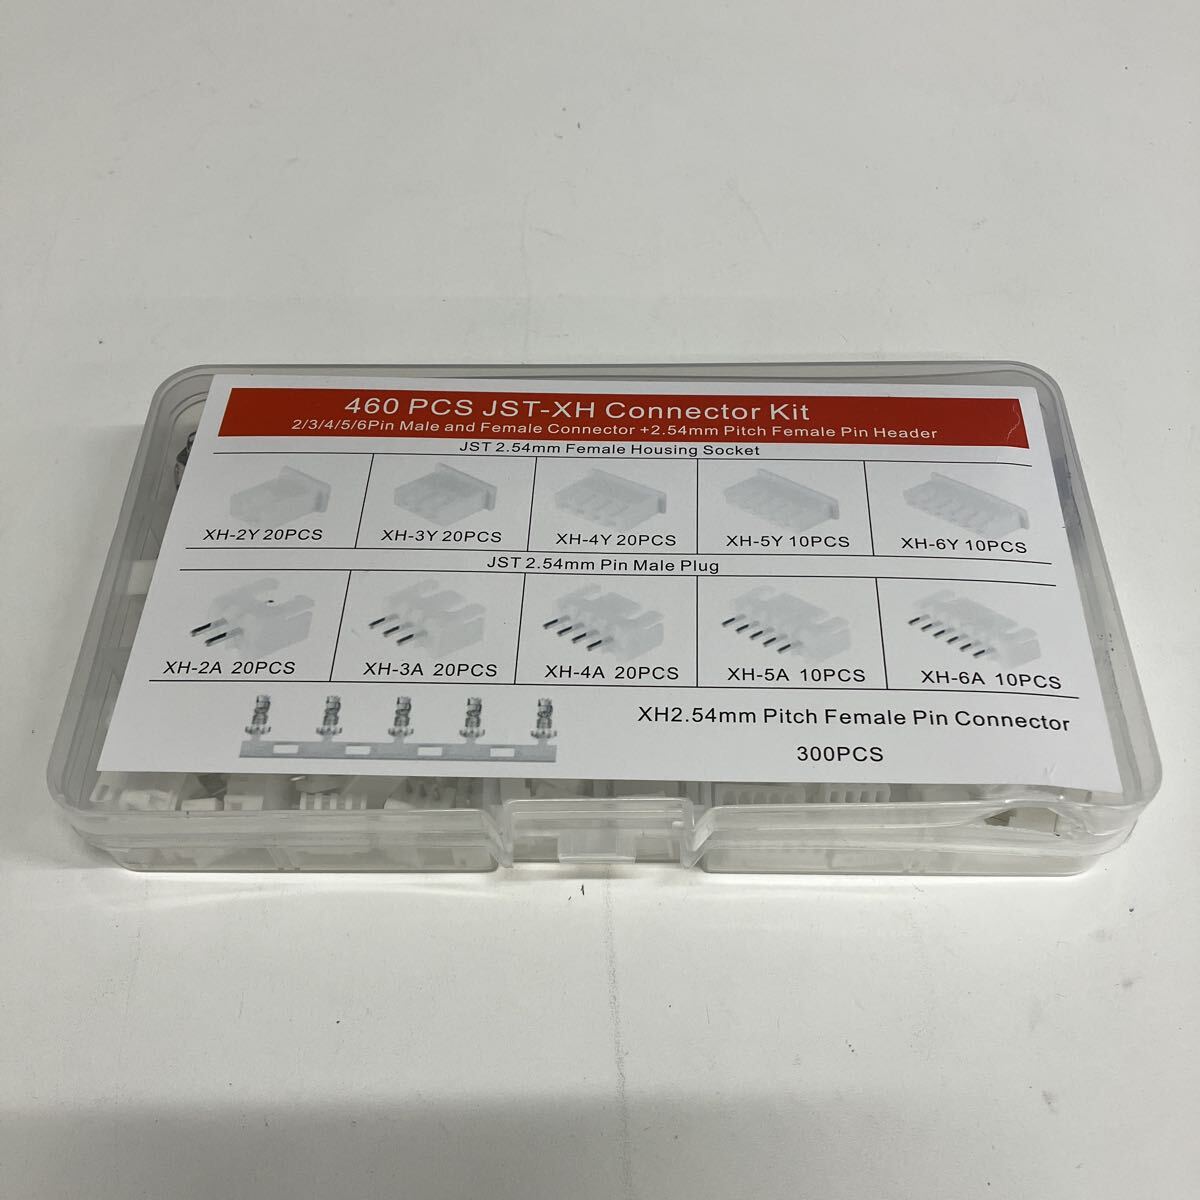 460 PCS JST-XH Connector Kit
2/3/4/5/6Pin Male and Female Connector +2.54mm Pitch Female Pin Header
JST 2.54mm Female Housing Socket
XH-2Y 20PCS XH-3Y 20PCS XH-4Y 20PCS XH-5Y 10PCS XH-6Y 10PCS
JST 2.54mm Pin Male Plug
XH-2A 20PCS XH-3A 20PCS XH-4A 20PCS XH-5A 10PCS XH-6A 10PCS
XH2.54mm Pitch Female Pin Connector
300PCS